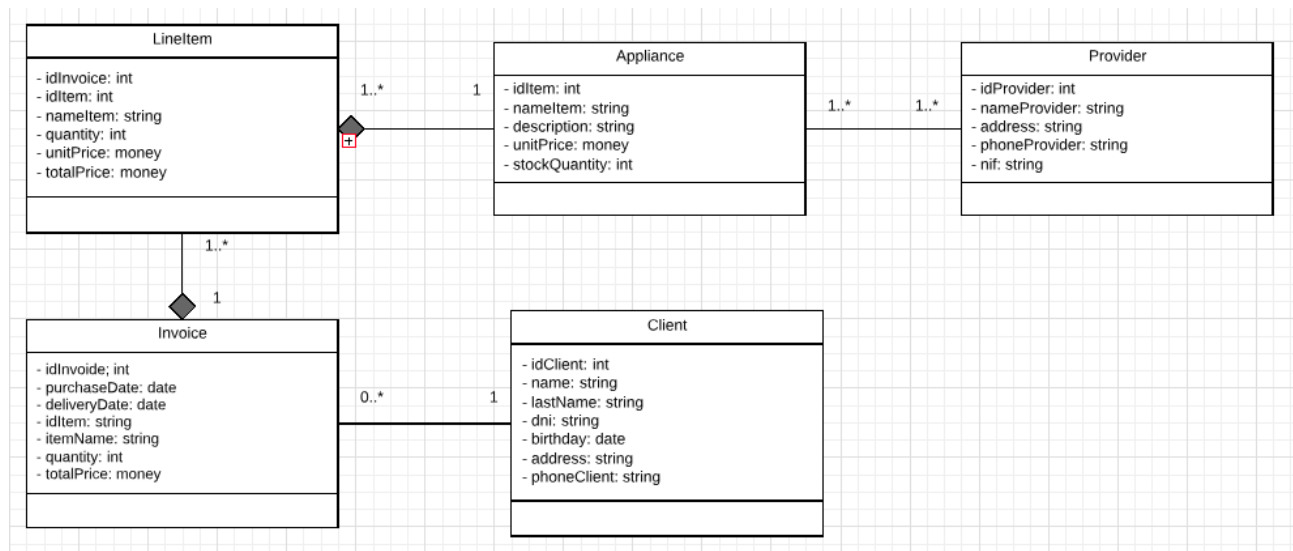 LineItem
- idInvoice: int
- idItem: int
- nameItem: string
- quantity: int
- unitPrice: money
- totalPrice: money
1..*
1
Appliance
- idItem: int
- nameItem: string
- description: string
- unitPrice: money
- stockQuantity: int
1..*
1..*
Provider
- idProvider: int
- nameProvider: string
- address: string
- phoneProvider: string
- nif: string
1..*
1
Invoice
- idInvoide; int
- purchaseDate: date
- deliveryDate: date
- idItem: string
- itemName: string
- quantity: int
- totalPrice: money
0..*
1
Client
- idClient: int
- name: string
- lastName: string
- dni: string
- birthday: date
- address: string
- phoneClient: string